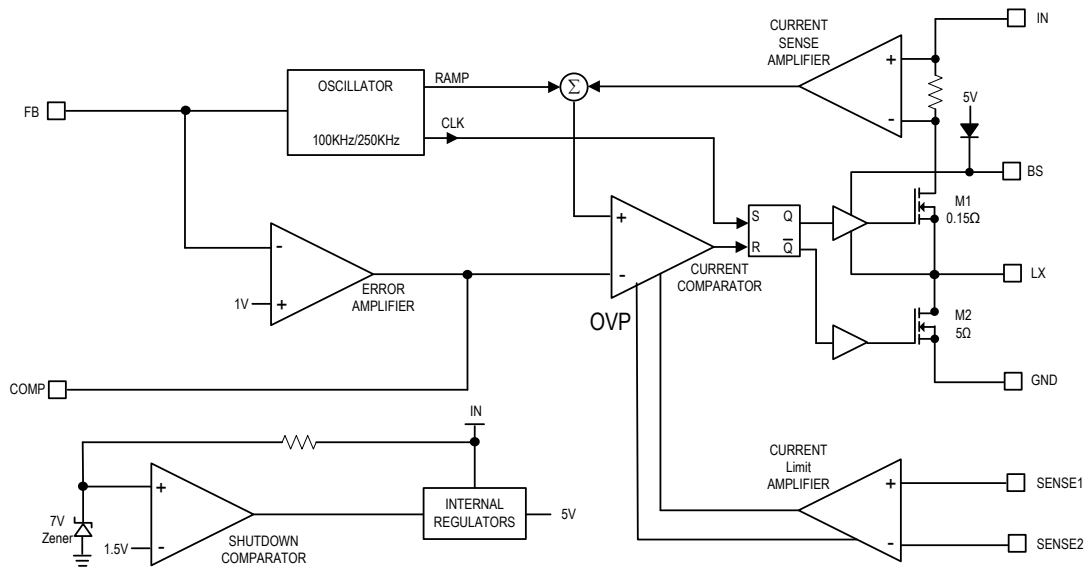 CURRENT
SENSE
AMPLIFIER
+
-
IN
FB
OSCILLATOR
100KHz/250KHz
RAMP
CLK
Σ
5V
BS
M1
0.15Ω
S Q
R Q̅
+
-
CURRENT
COMPARATOR
OVP
-
+
1V
ERROR
AMPLIFIER
LX
M2
5Ω
GND
COMP
IN
+
-
7V
Zener
1.5V
SHUTDOWN
COMPARATOR
INTERNAL
REGULATORS
5V
CURRENT
Limit
AMPLIFIER
+
-
SENSE1
SENSE2